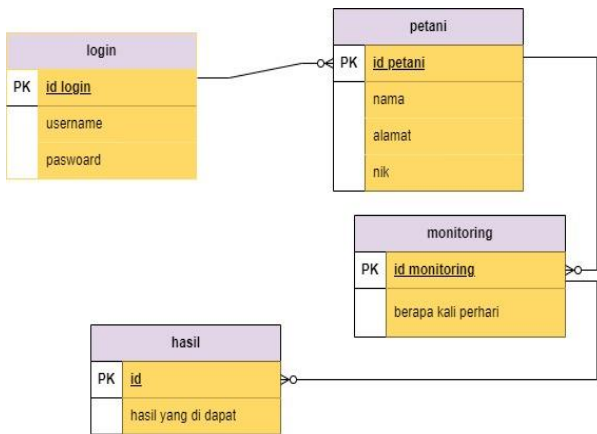 login
PK id login
username
paswoard
petani
PK id petani
nama
alamat
nik
monitoring
PK id monitoring
berapa kali perhari
hasil
PK id
hasil yang di dapat